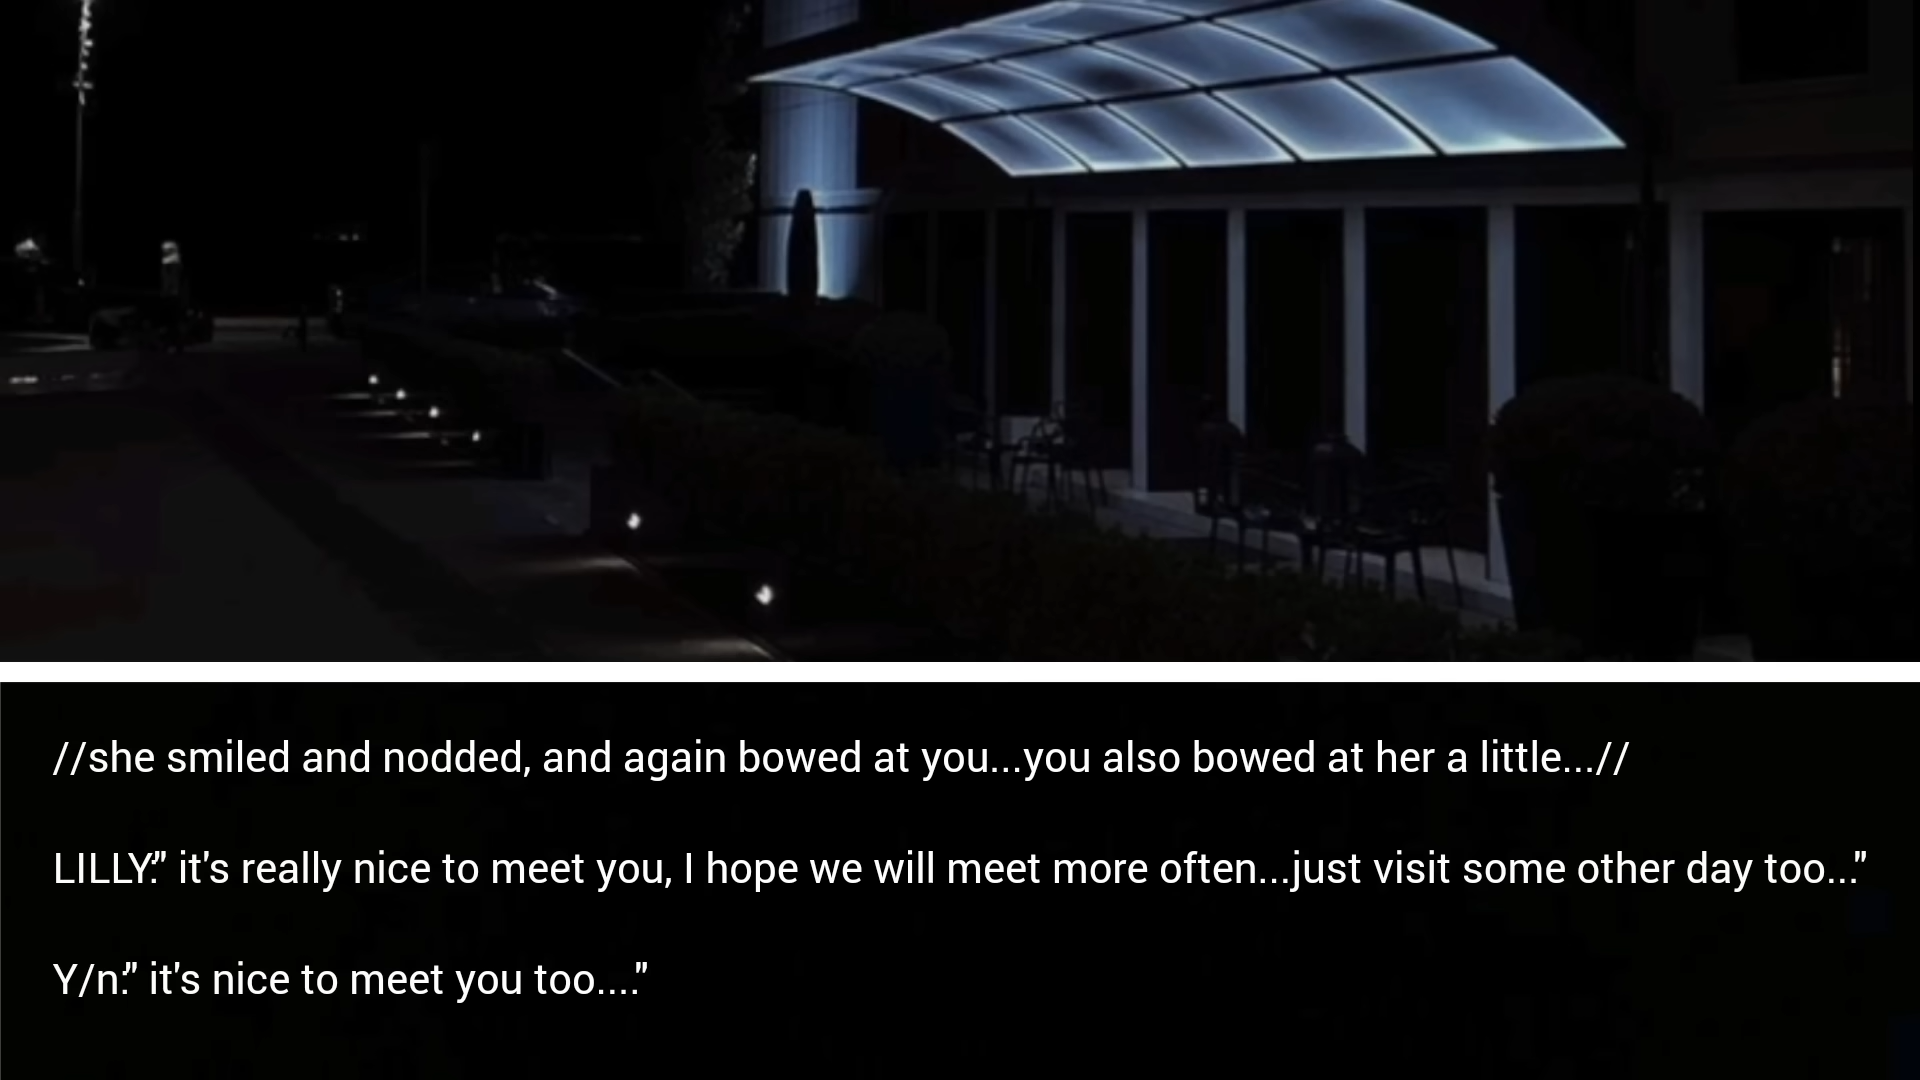 //she smiled and nodded, and again bowed at you...you also bowed at her a little...//
LILLY:" it's really nice to meet you, I hope we will meet more often...just visit some other day too..."
Y/n:" it's nice to meet you too...."